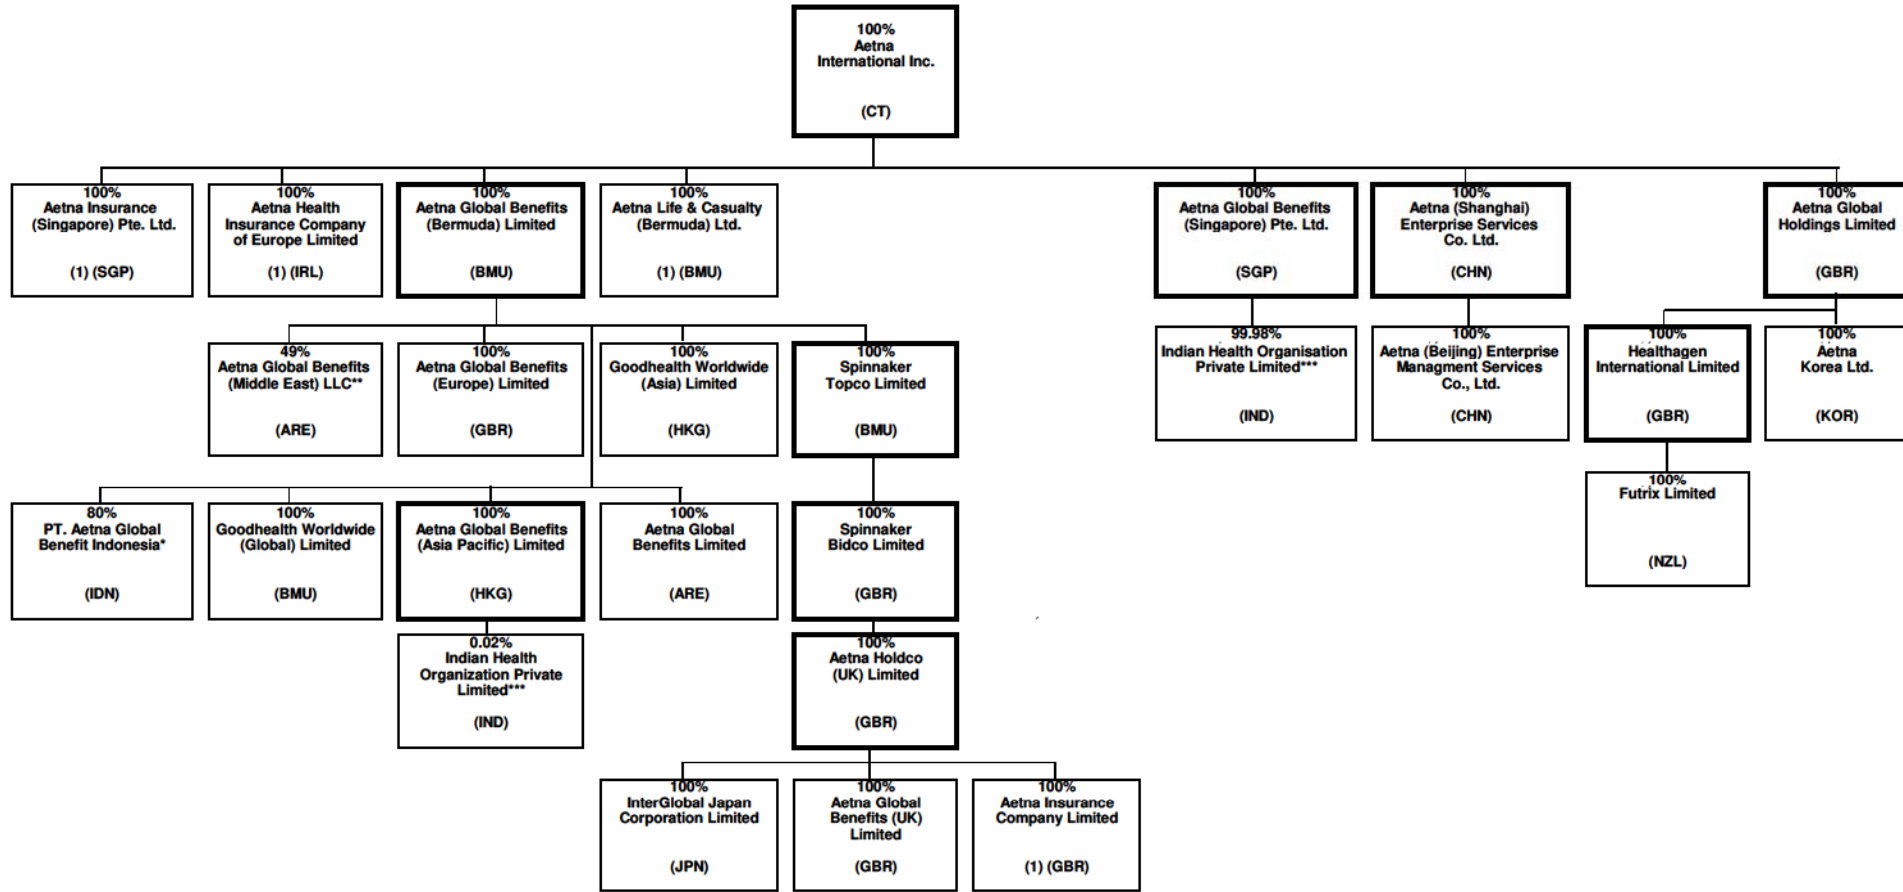 100%
Aetna
International Inc.
(CT)
100%
Aetna Insurance
(Singapore) Pte. Ltd.
(1) (SGP)
100%
Aetna Health
Insurance Company
of Europe Limited
(1) (IRL)
100%
Aetna Global Benefits
(Bermuda) Limited
(BMU)
100%
Aetna Life & Casualty
(Bermuda) Ltd.
(1) (BMU)
100%
Aetna Global Benefits
(Singapore) Pte. Ltd.
(SGP)
100%
Aetna (Shanghai)
Enterprise Services
Co. Ltd.
(CHN)
100%
Aetna Global
Holdings Limited
(GBR)
49%
Aetna Global Benefits
(Middle East) LLC**
(ARE)
100%
Aetna Global Benefits
(Europe) Limited
(GBR)
100%
Goodhealth Worldwide
(Asia) Limited
(HKG)
100%
Spinnaker
Topco Limited
(BMU)
99.98%
Indian Health Organisation
Private Limited***
(IND)
100%
Aetna (Beijing) Enterprise
Managment Services
Co., Ltd.
(CHN)
100%
Healthagen
International Limited
(GBR)
100%
Aetna
Korea Ltd.
(KOR)
100%
Futrix Limited
(NZL)
80%
PT. Aetna Global
Benefit Indonesia*
(IDN)
100%
Goodhealth Worldwide
(Global) Limited
(BMU)
100%
Aetna Global Benefits
(Asia Pacific) Limited
(HKG)
100%
Aetna Global
Benefits Limited
(ARE)
100%
Spinnaker
Bidco Limited
(GBR)
0.02%
Indian Health
Organization Private
Limited***
(IND)
100%
Aetna Holdco
(UK) Limited
(GBR)
100%
InterGlobal Japan
Corporation Limited
(JPN)
100%
Aetna Global
Benefits (UK)
Limited
(GBR)
100%
Aetna Insurance
Company Limited
(1) (GBR)